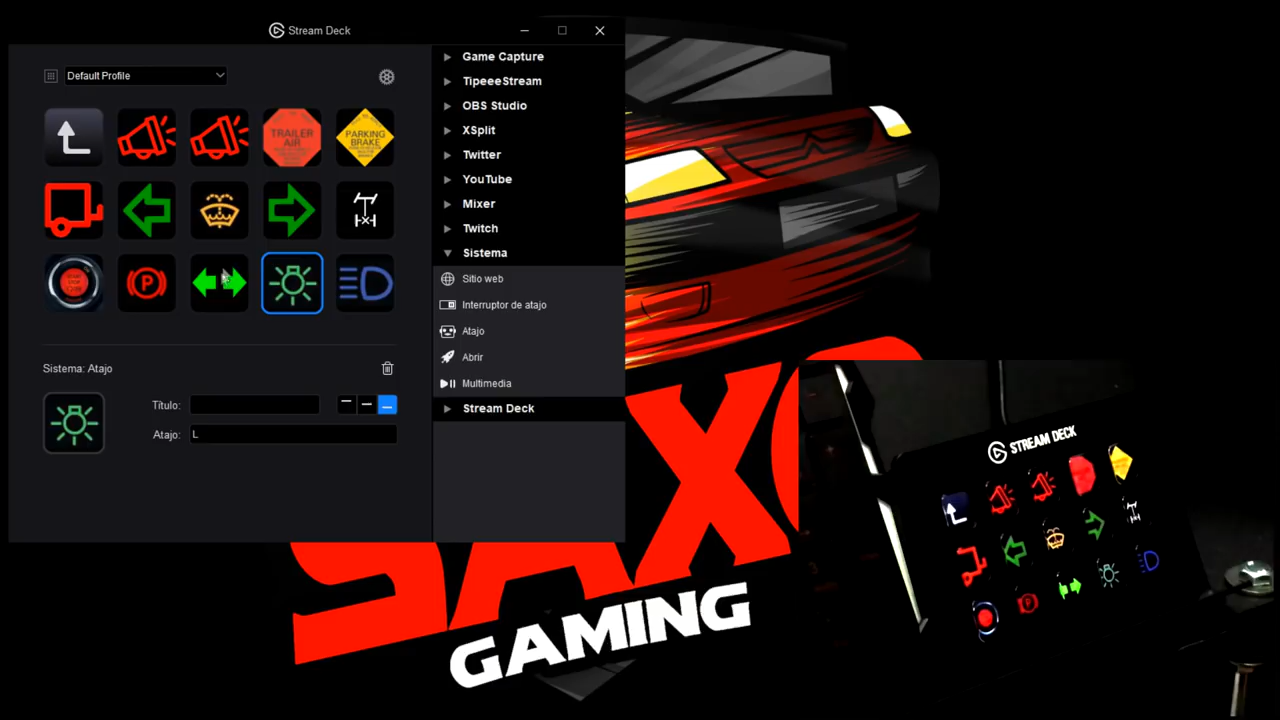 Stream Deck
Default Profile
TRAILER
AIR
PARKING
BRAKE
P
Sistema: Atajo
Título:
Atajo: L
Game Capture
TipeeeStream
OBS Studio
XSplit
Twitter
YouTube
Mixer
Twitch
Sistema
Sitio web
Interruptor de atajo
Atajo
Abrir
Multimedia
Stream Deck
GAMING
STREAM DECK